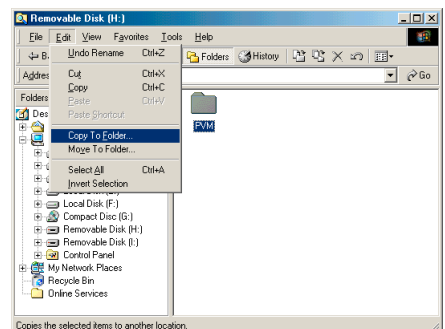 Removable Disk (H:)
File Edit View Favorites Tools Help
Folders History
Address Go
Undo Rename Ctrl+Z
Cut Ctrl+X
Copy Ctrl+C
Paste Ctrl+V
Paste Shortcut
Copy To Folder...
Move To Folder...
Select All Ctrl+A
Invert Selection
Folders
Des
PVM
Local Disk (F:)
Compact Disc (G:)
Removable Disk (H:)
Removable Disk (I:)
Control Panel
My Network Places
Recycle Bin
Online Services
Copies the selected items to another location.